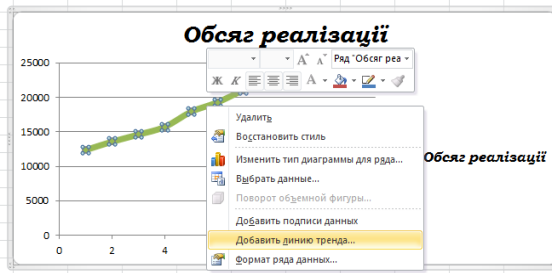 Обсяг реалізації
25000
Ряд "Обсяг реа
20000
Ж К А
Удалить
15000
Восстановить стиль
Изменить тип диаграммы для ряда...
Обсяг реалізації
10000
Выбрать данные...
Поворот объемной фигуры...
5000
Добавить подписи данных
0
Добавить линию тренда...
0 2 4
Формат ряда данных...